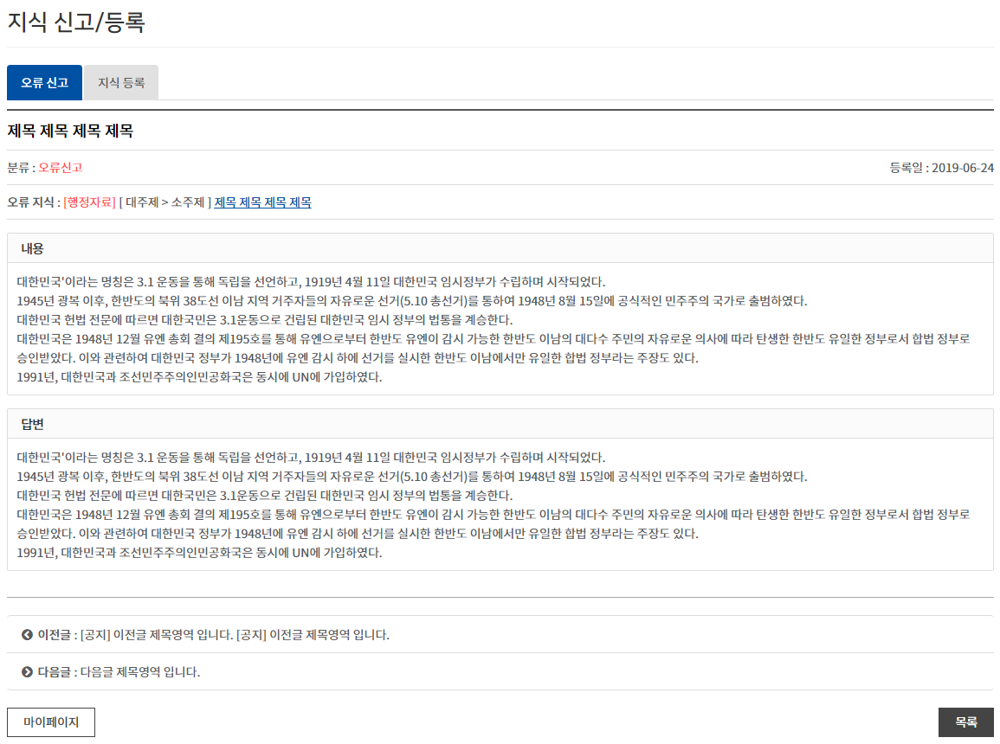 지식 신고/등록
오류 신고 지식 등록
제목 제목 제목 제목
분류 : 오류신고 등록일 : 2019-06-24
오류 지식 : [행정자료] [ 대주제 > 소주제 ] 제목 제목 제목 제목
내용
대한민국'이라는 명칭은 3.1 운동을 통해 독립을 선언하고, 1919년 4월 11일 대한민국 임시정부가 수립하며 시작되었다.
1945년 광복 이후, 한반도의 북위 38도선 이남 지역 거주자들의 자유로운 선거(5.10 총선거)를 통하여 1948년 8월 15일에 공식적인 민주주의 국가로 출범하였다.
대한민국 헌법 전문에 따르면 대한국민은 3.1운동으로 건립된 대한민국 임시 정부의 법통을 계승한다.
대한민국은 1948년 12월 유엔 총회 결의 제195호를 통해 유엔으로부터 한반도 유엔이 감시 가능한 한반도 이남의 대다수 주민의 자유로운 의사에 따라 탄생한 한반도 유일한 정부로서 합법 정부로
승인받았다. 이와 관련하여 대한민국 정부가 1948년에 유엔 감시 하에 선거를 실시한 한반도 이남에서만 유일한 합법 정부라는 주장도 있다.
1991년, 대한민국과 조선민주주의인민공화국은 동시에 UN에 가입하였다.
답변
대한민국'이라는 명칭은 3.1 운동을 통해 독립을 선언하고, 1919년 4월 11일 대한민국 임시정부가 수립하며 시작되었다.
1945년 광복 이후, 한반도의 북위 38도선 이남 지역 거주자들의 자유로운 선거(5.10 총선거)를 통하여 1948년 8월 15일에 공식적인 민주주의 국가로 출범하였다.
대한민국 헌법 전문에 따르면 대한국민은 3.1운동으로 건립된 대한민국 임시 정부의 법통을 계승한다.
대한민국은 1948년 12월 유엔 총회 결의 제195호를 통해 유엔으로부터 한반도 유엔이 감시 가능한 한반도 이남의 대다수 주민의 자유로운 의사에 따라 탄생한 한반도 유일한 정부로서 합법 정부로
승인받았다. 이와 관련하여 대한민국 정부가 1948년에 유엔 감시 하에 선거를 실시한 한반도 이남에서만 유일한 합법 정부라는 주장도 있다.
1991년, 대한민국과 조선민주주의인민공화국은 동시에 UN에 가입하였다.
이전글 : [공지] 이전글 제목영역 입니다. [공지] 이전글 제목영역 입니다.
다음글 : 다음글 제목영역 입니다.
마이페이지 목록